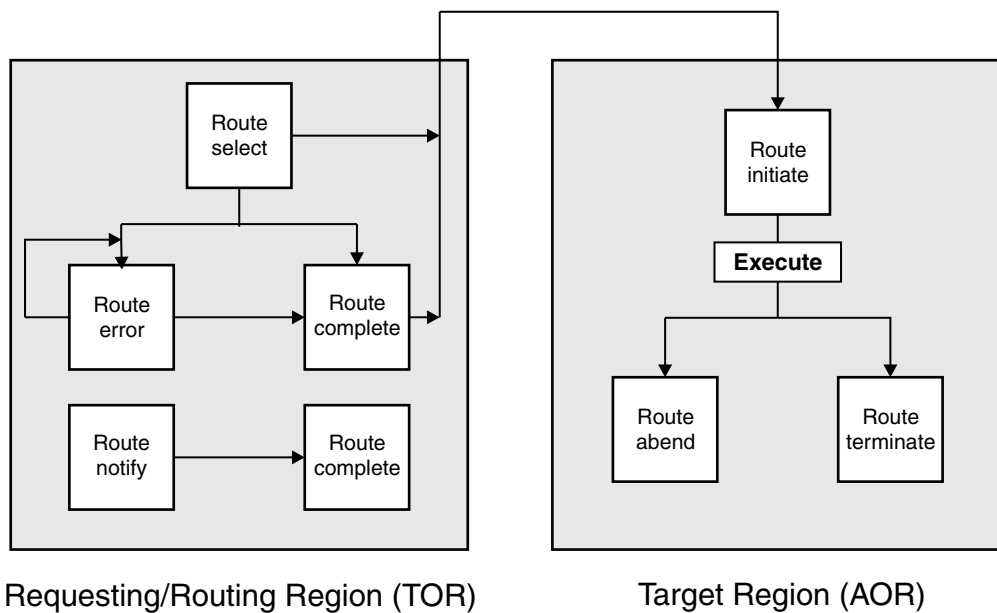 Route
select
Route
initiate
Execute
Route
error
Route
complete
Route
abend
Route
terminate
Route
notify
Route
complete
Requesting/Routing Region (TOR)
Target Region (AOR)